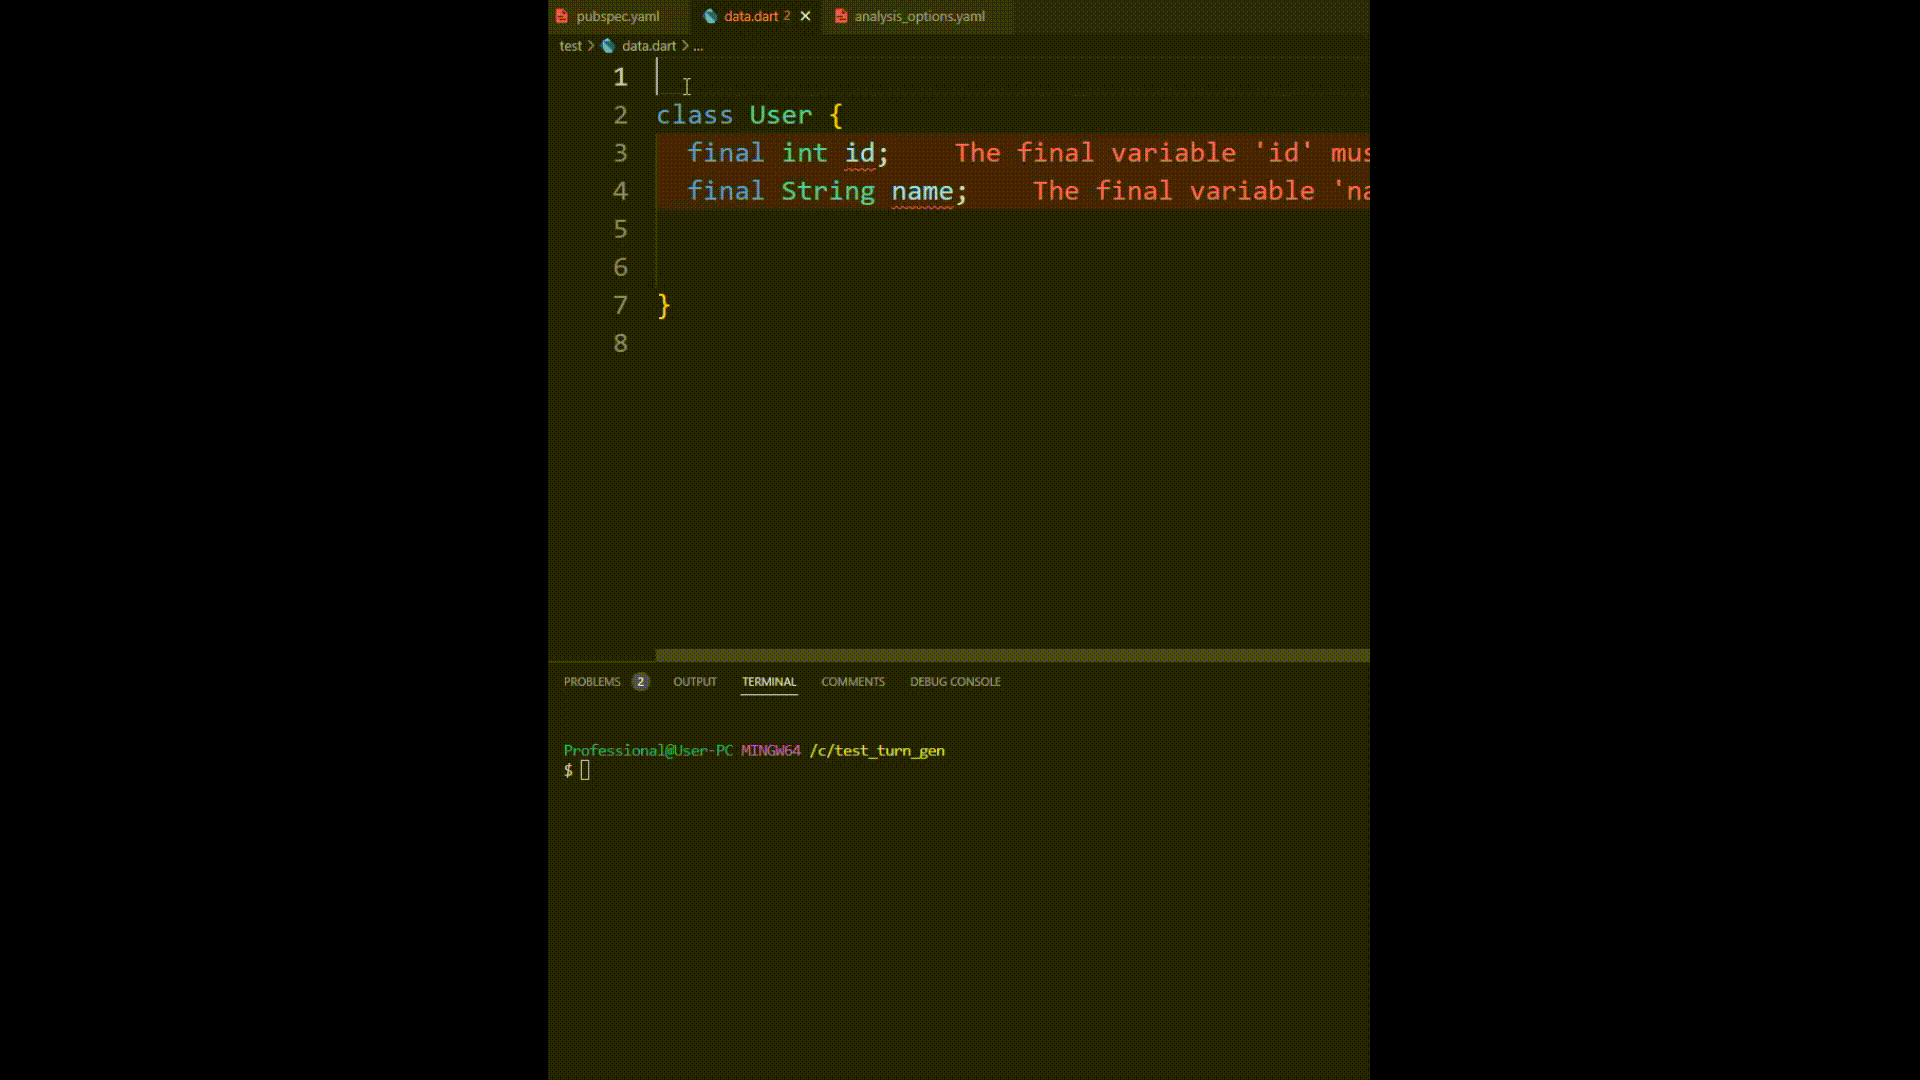 pubspec.yaml data.dart 2 analysis_options.yaml
test > data.dart > ...
1
2 class User {
3 final int id; The final variable 'id' mus
4 final String name; The final variable 'na
5
6
7 }
8
PROBLEMS 2 OUTPUT TERMINAL COMMENTS DEBUG CONSOLE
Professional@User-PC MINGW64 /c/test_turn_gen
$